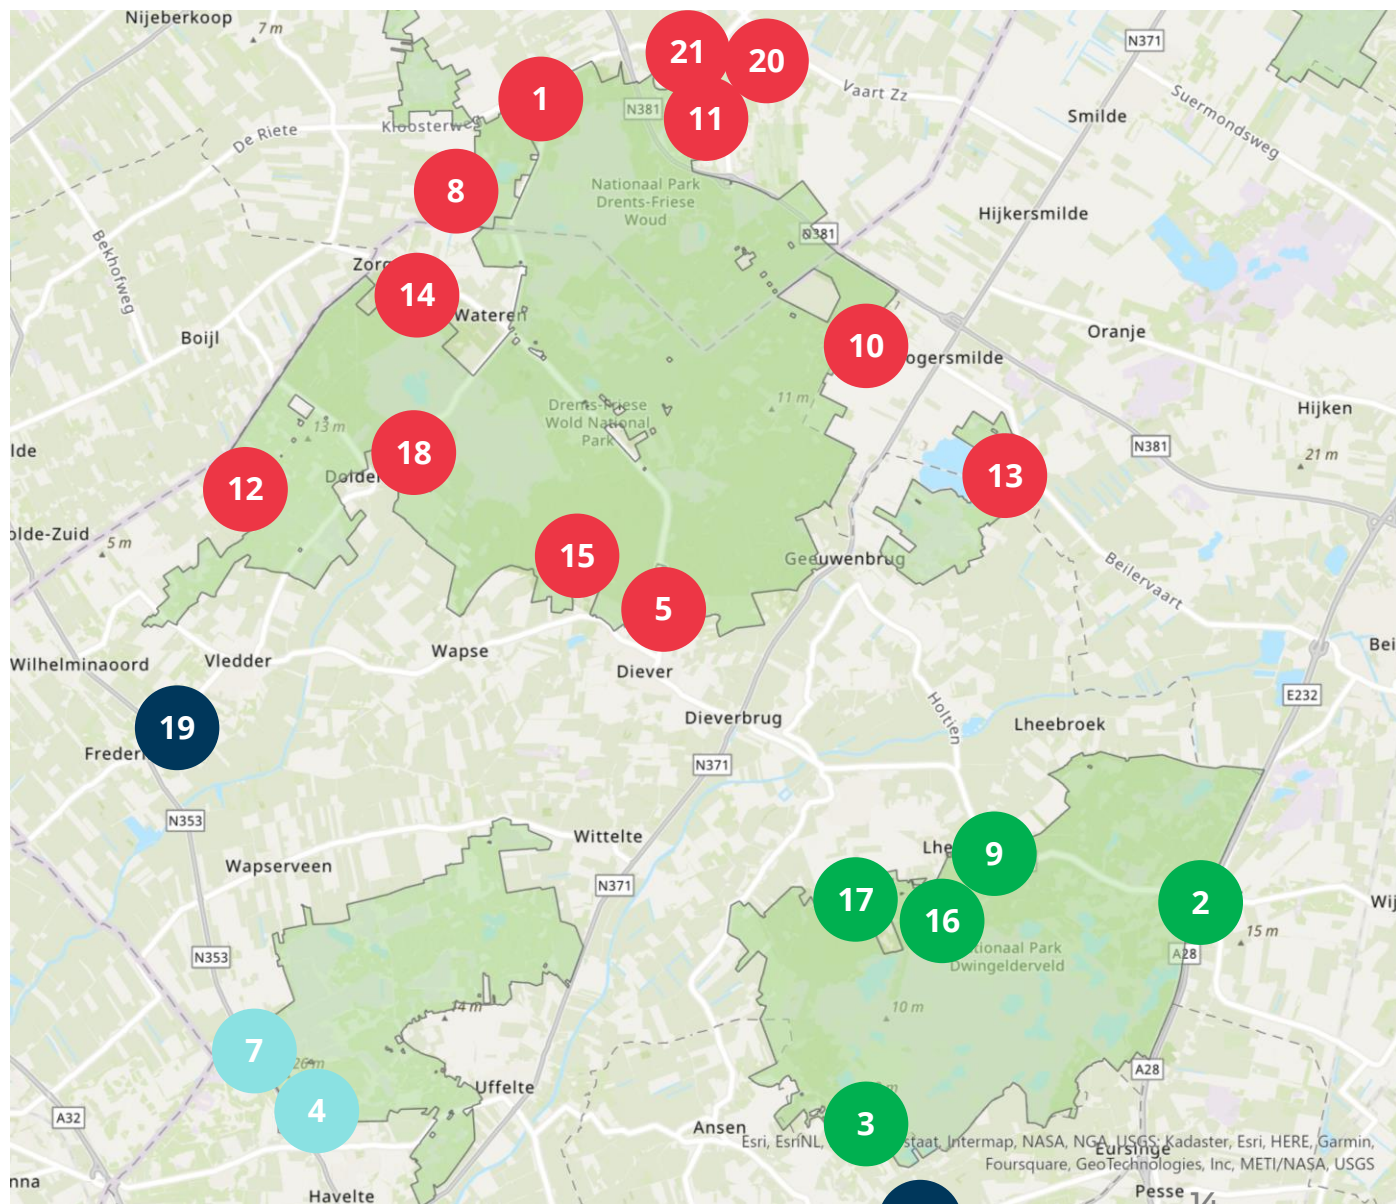 Nijeberkoop
7 m
21
20
N371
1
N381
11
Vaart Zz
Suermondsweg
Smilde
De Riete
Kloosterweg
8
Nationaal Park
Drents-Friese
Woud
Hijkersmilde
N381
Bekhofweg
Zorg
14
Wateren
Boijl
10
ogersmilde
Oranje
11 m
Drents-Friese
Wold National
Park
Hijken
13 m
lde
18
N381
21 m
12
Dolder
13
olde-Zuid
5 m
15
Geeuwenbrug
Beilervaart
5
Wapse
Bei
Wilhelminaoord
Vledder
Diever
E232
19
Dieverbrug
Holtien
Lheebroek
Freder
N371
N353
Wittelte
Wapserveen
Lhe
9
N371
17
16
2
Wij
15 m
N353
tionaal Park
Dwingelderveld
A28
4 m
10 m
7
26 m
Uffelte
A28
m
A32
4
3
Ansen
Esri, EsriNL, staat, Intermap, NASA, NGA, USGS; Kadaster, Esri, HERE, Garmin,
Eursinge
Foursquare, GeoTechnologies, Inc, METI/NASA, USGS
nna
Havelte
Pesse
14